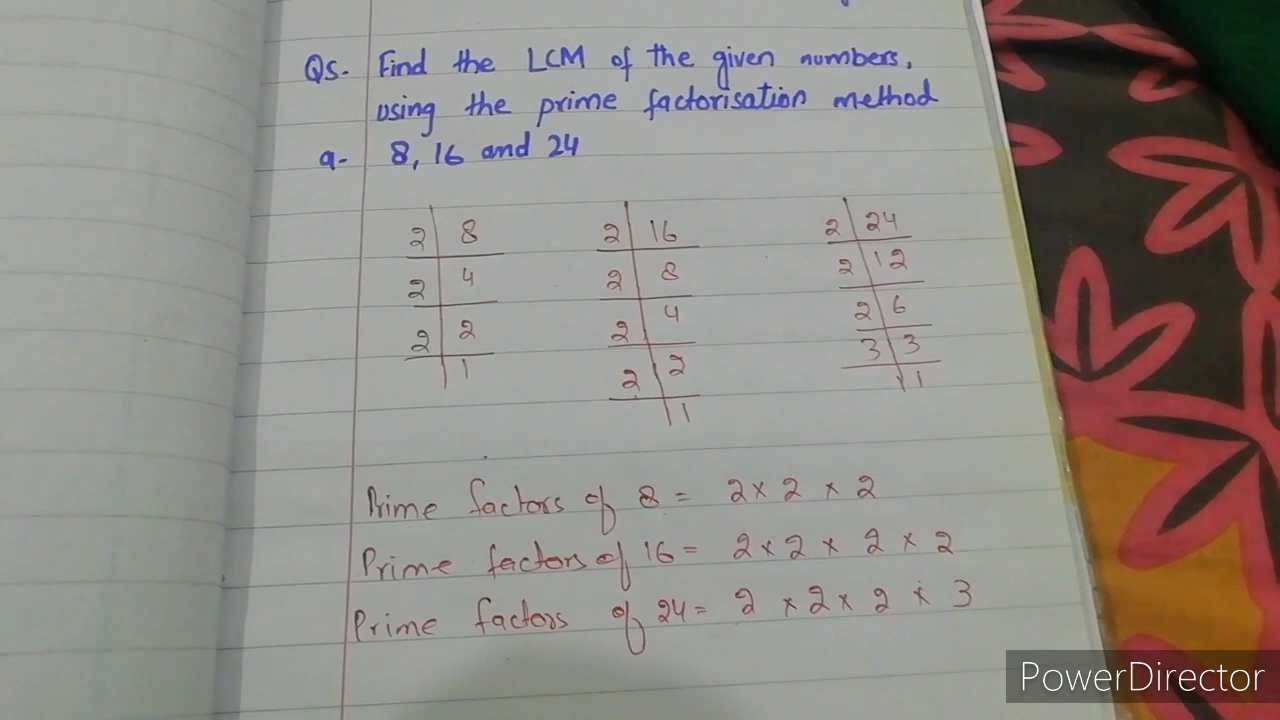 Q5. Find the LCM of the given numbers,
using the prime factorisation method
a- 8, 16 and 24
2 8
2 4
2 2
1
2 16
2 8
2 4
2 2
1
2 24
2 12
2 6
3 3
1
Prime factors of 8 = 2 × 2 × 2
Prime factors of 16 = 2 × 2 × 2 × 2
Prime factors of 24 = 2 × 2 × 2 × 3
PowerDirector